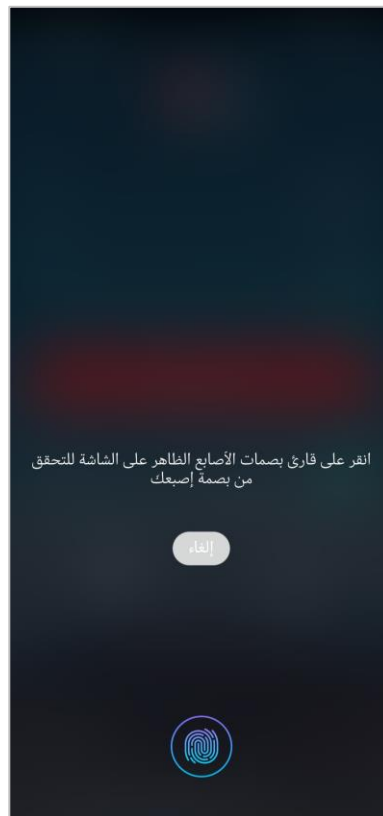 انقر على قارئ بصمات الأصابع الظاهر على الشاشة للتحقق
من بصمة إصبعك
إلغاء